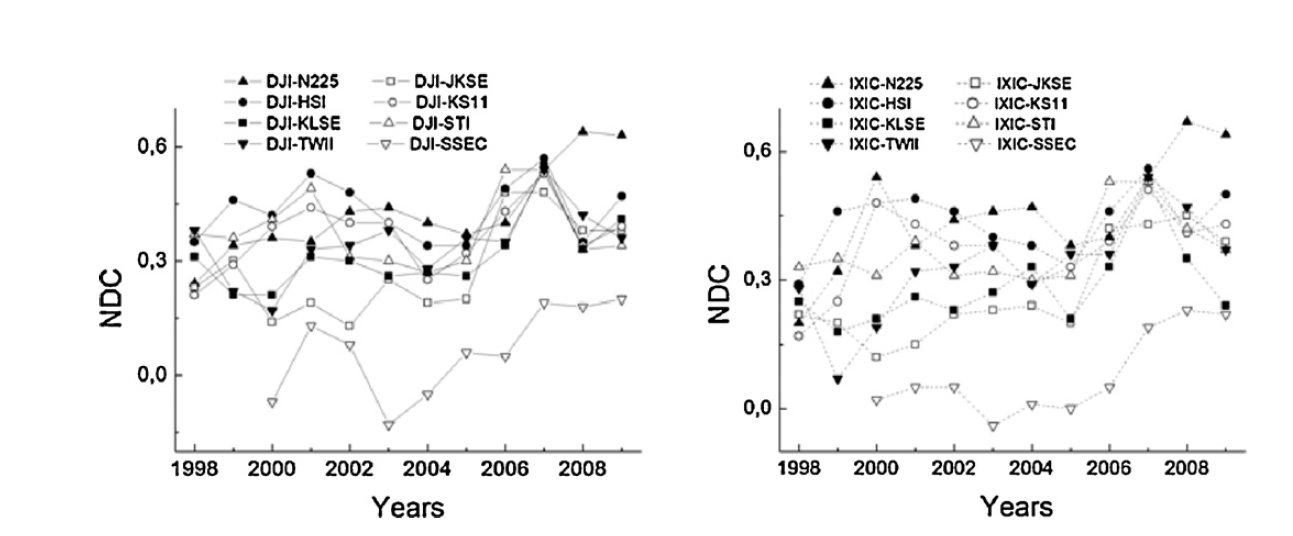 DJI-N225 DJI-JKSE
DJI-HSI DJI-KS11
DJI-KLSE DJI-STI
DJI-TWII DJI-SSEC
0,6
0,3
0,0
NDC
1998 2000 2002 2004 2006 2008
Years
IXIC-N225 IXIC-JKSE
IXIC-HSI IXIC-KS11
IXIC-KLSE IXIC-STI
IXIC-TWII IXIC-SSEC
0,6
0,3
0,0
NDC
1998 2000 2002 2004 2006 2008
Years